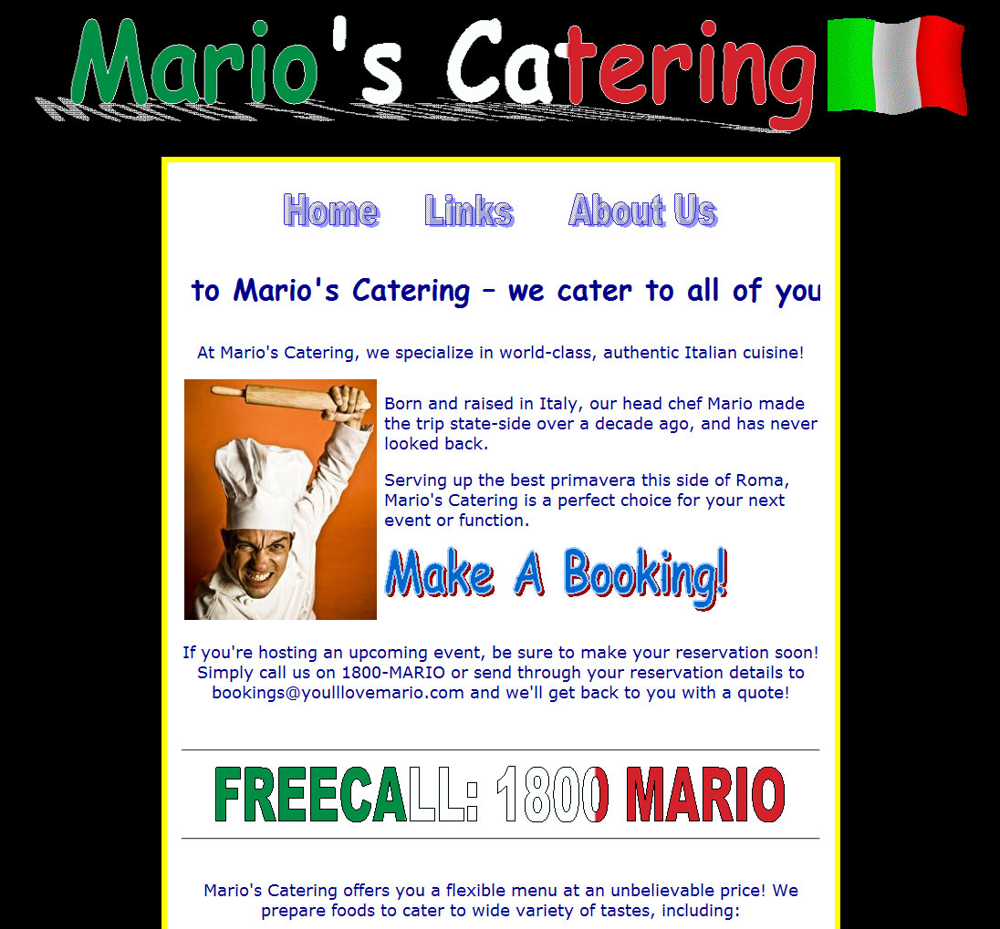 Mario's Catering
Home Links About Us
to Mario's Catering – we cater to all of you
At Mario's Catering, we specialize in world-class, authentic Italian cuisine!
Born and raised in Italy, our head chef Mario made
the trip state-side over a decade ago, and has never
looked back.
Serving up the best primavera this side of Roma,
Mario's Catering is a perfect choice for your next
event or function.
Make A Booking!
If you're hosting an upcoming event, be sure to make your reservation soon!
Simply call us on 1800-MARIO or send through your reservation details to
bookings@youlllovemario.com and we'll get back to you with a quote!
FREECALL: 1800 MARIO
Mario's Catering offers you a flexible menu at an unbelievable price! We
prepare foods to cater to wide variety of tastes, including: